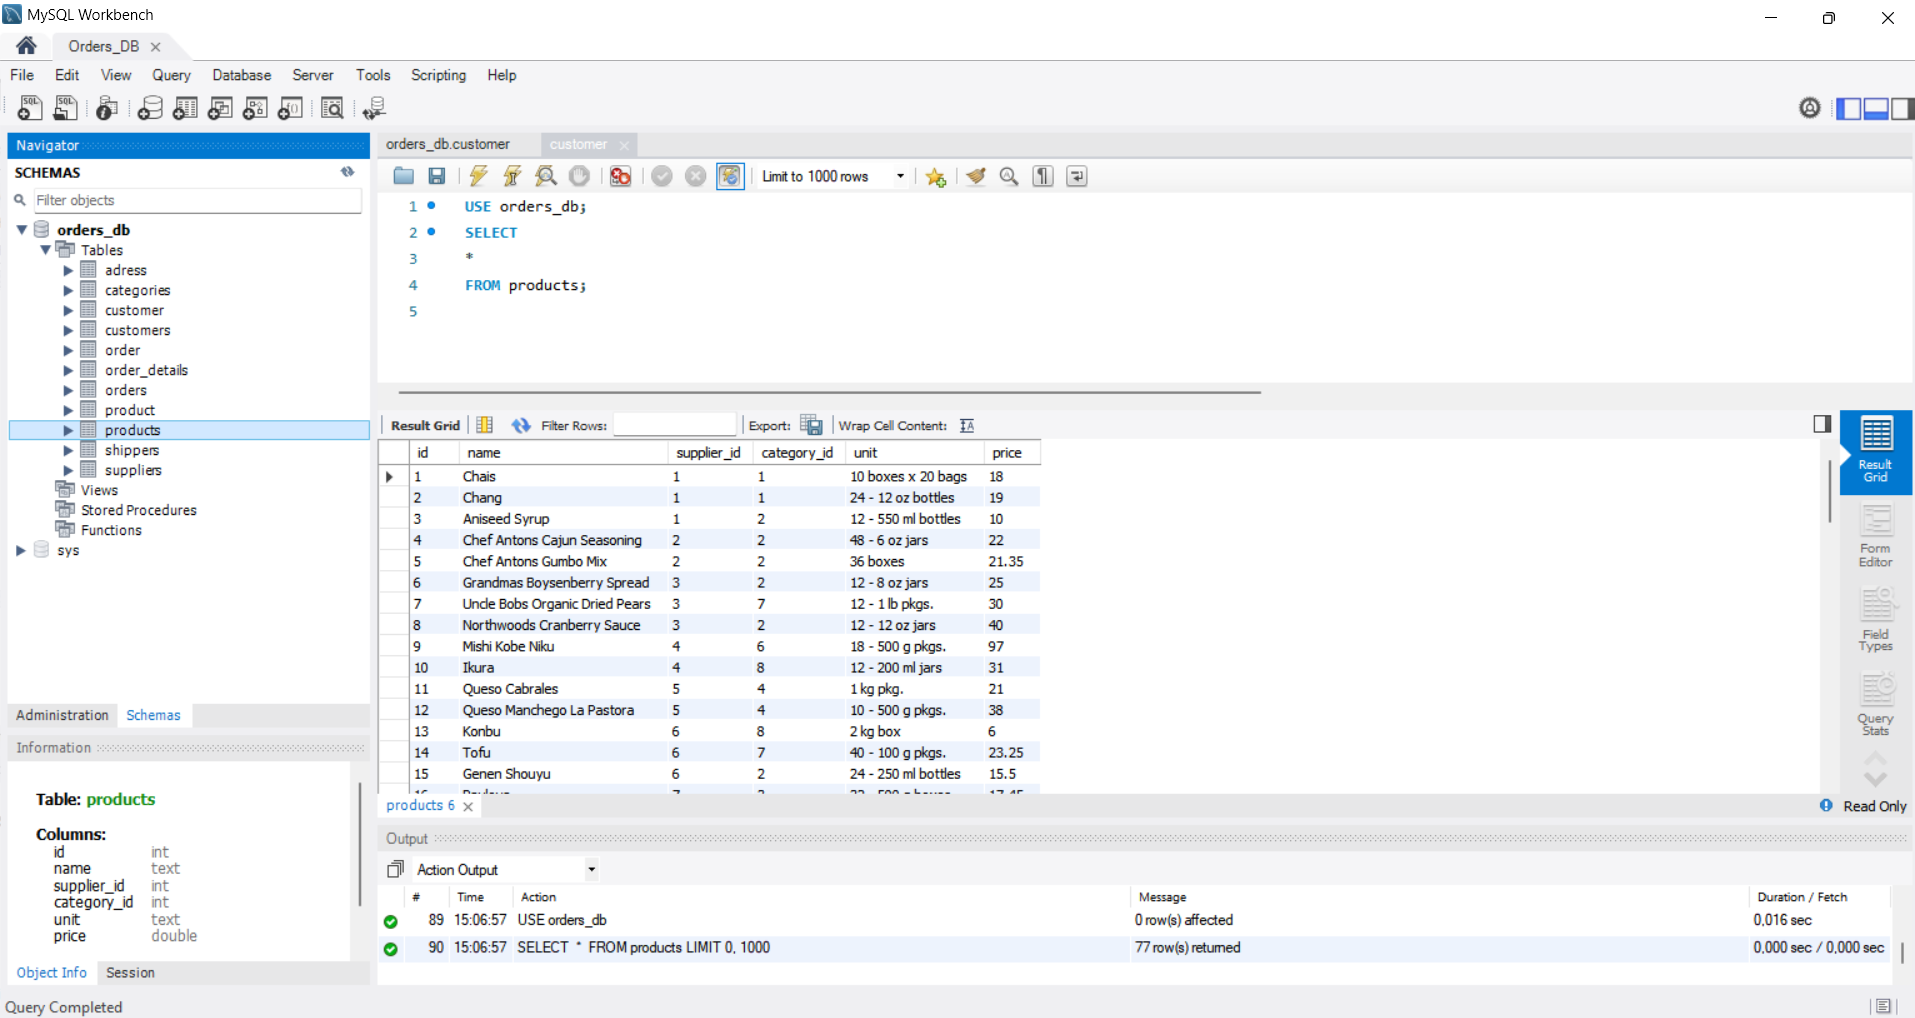 MySQL Workbench
Orders_DB
File Edit View Query Database Server Tools Scripting Help
Navigator
SCHEMAS
Filter objects
orders_db
Tables
adress
categories
customer
customers
order
order_details
orders
product
products
shippers
suppliers
Views
Stored Procedures
Functions
sys
Administration Schemas
Information
Table: products
Columns:
id int
name text
supplier_id int
category_id int
unit text
price double
Object Info Session
orders_db.customer customer
Limit to 1000 rows
1 USE orders_db;
2 SELECT
3 *
4 FROM products;
5
Result Grid Filter Rows: Export: Wrap Cell Content:
id name supplier_id category_id unit price
1 Chais 1 1 10 boxes x 20 bags 18
2 Chang 1 1 24 - 12 oz bottles 19
3 Aniseed Syrup 1 2 12 - 550 ml bottles 10
4 Chef Antons Cajun Seasoning 2 2 48 - 6 oz jars 22
5 Chef Antons Gumbo Mix 2 2 36 boxes 21.35
6 Grandmas Boysenberry Spread 3 2 12 - 8 oz jars 25
7 Uncle Bobs Organic Dried Pears 3 7 12 - 1 lb pkgs. 30
8 Northwoods Cranberry Sauce 3 2 12 - 12 oz jars 40
9 Mishi Kobe Niku 4 6 18 - 500 g pkgs. 97
10 Ikura 4 8 12 - 200 ml jars 31
11 Queso Cabrales 5 4 1 kg pkg. 21
12 Queso Manchego La Pastora 5 4 10 - 500 g pkgs. 38
13 Konbu 6 8 2 kg box 6
14 Tofu 6 7 40 - 100 g pkgs. 23.25
15 Genen Shouyu 6 2 24 - 250 ml bottles 15.5
Result Grid
Form Editor
Field Types
Query Stats
products 6
Read Only
Output
Action Output
# Time Action Message Duration / Fetch
89 15:06:57 USE orders_db 0 row(s) affected 0,016 sec
90 15:06:57 SELECT * FROM products LIMIT 0, 1000 77 row(s) returned 0,000 sec / 0,000 sec
Query Completed